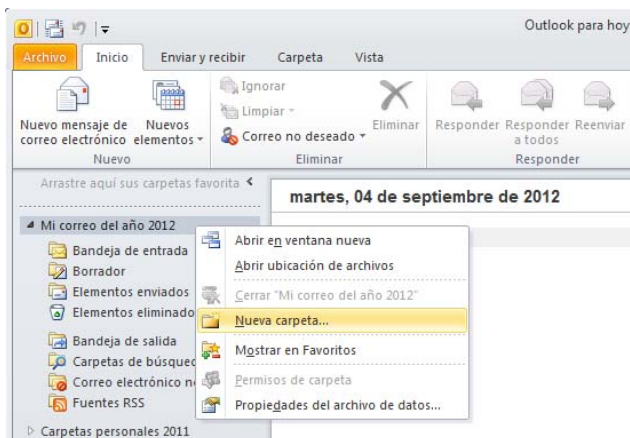 Outlook para hoy
Archivo Inicio Enviar y recibir Carpeta Vista
Nuevo mensaje de correo electrónico
Nuevos elementos
Nuevo
Ignorar
Limpiar
Correo no deseado
Eliminar
Eliminar
Responder
Responder a todos
Reenviar
Responder
Arrastre aquí sus carpetas favorita
martes, 04 de septiembre de 2012
Mi correo del año 2012
Bandeja de entrada
Borrador
Elementos enviados
Elementos eliminado
Bandeja de salida
Carpetas de búsqued
Correo electrónico n
Fuentes RSS
Carpetas personales 2011
Abrir en ventana nueva
Abrir ubicación de archivos
Cerrar "Mi correo del año 2012"
Nueva carpeta...
Mostrar en Favoritos
Permisos de carpeta
Propiedades del archivo de datos...